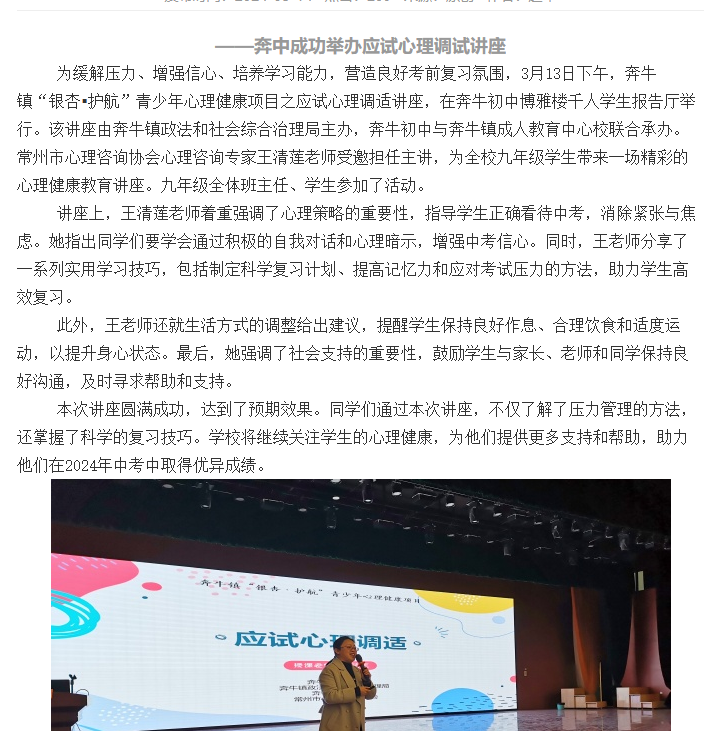 ——奔中成功举办应试心理调试讲座
为缓解压力、增强信心、培养学习能力，营造良好考前复习氛围，3月13日下午，奔牛
镇“银杏•护航”青少年心理健康项目之应试心理调适讲座，在奔牛初中博雅楼千人学生报告厅举
行。该讲座由奔牛镇政法和社会综合治理局主办，奔牛初中与奔牛镇成人教育中心校联合承办。
常州市心理咨询协会心理咨询专家王清莲老师受邀担任主讲，为全校九年级学生带来一场精彩的
心理健康教育讲座。九年级全体班主任、学生参加了活动。
讲座上，王清莲老师着重强调了心理策略的重要性，指导学生正确看待中考，消除紧张与焦
虑。她指出同学们要学会通过积极的自我对话和心理暗示，增强中考信心。同时，王老师分享了
一系列实用学习技巧，包括制定科学复习计划、提高记忆力和应对考试压力的方法，助力学生高
效复习。
此外，王老师还就生活方式的调整给出建议，提醒学生保持良好作息、合理饮食和适度运
动，以提升身心状态。最后，她强调了社会支持的重要性，鼓励学生与家长、老师和同学保持良
好沟通，及时寻求帮助和支持。
本次讲座圆满成功，达到了预期效果。同学们通过本次讲座，不仅了解了压力管理的方法，
还掌握了科学的复习技巧。学校将继续关注学生的心理健康，为他们提供更多支持和帮助，助力
他们在2024年中考中取得优异成绩。
奔牛镇“银杏·护航”青少年心理健康项目
应试心理调适
奔牛镇政
常州市